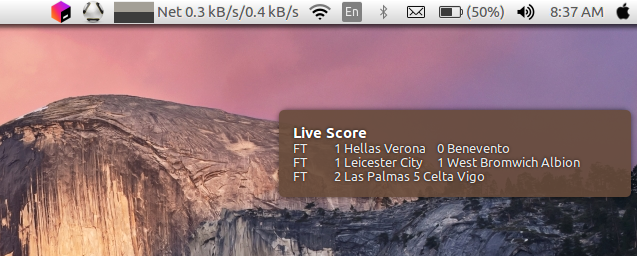 Net 0.3 kB/s/0.4 kB/s En (50%) 8:37 AM
Live Score
FT 1 Hellas Verona 0 Benevento
FT 1 Leicester City 1 West Bromwich Albion
FT 2 Las Palmas 5 Celta Vigo